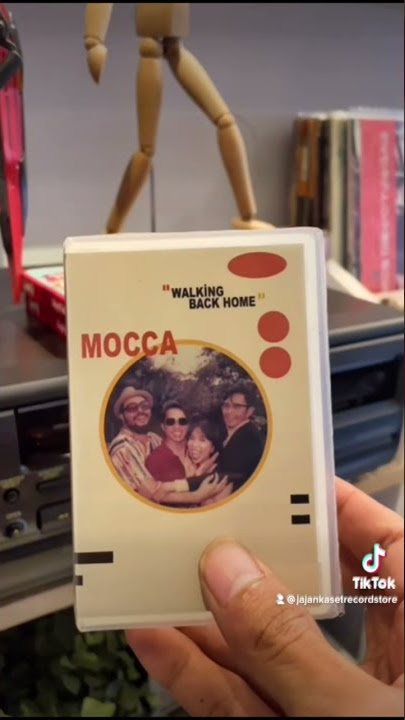 "WALKING
BACK HOME"
MOCCA
TikTok
@jajankasetrecordstore